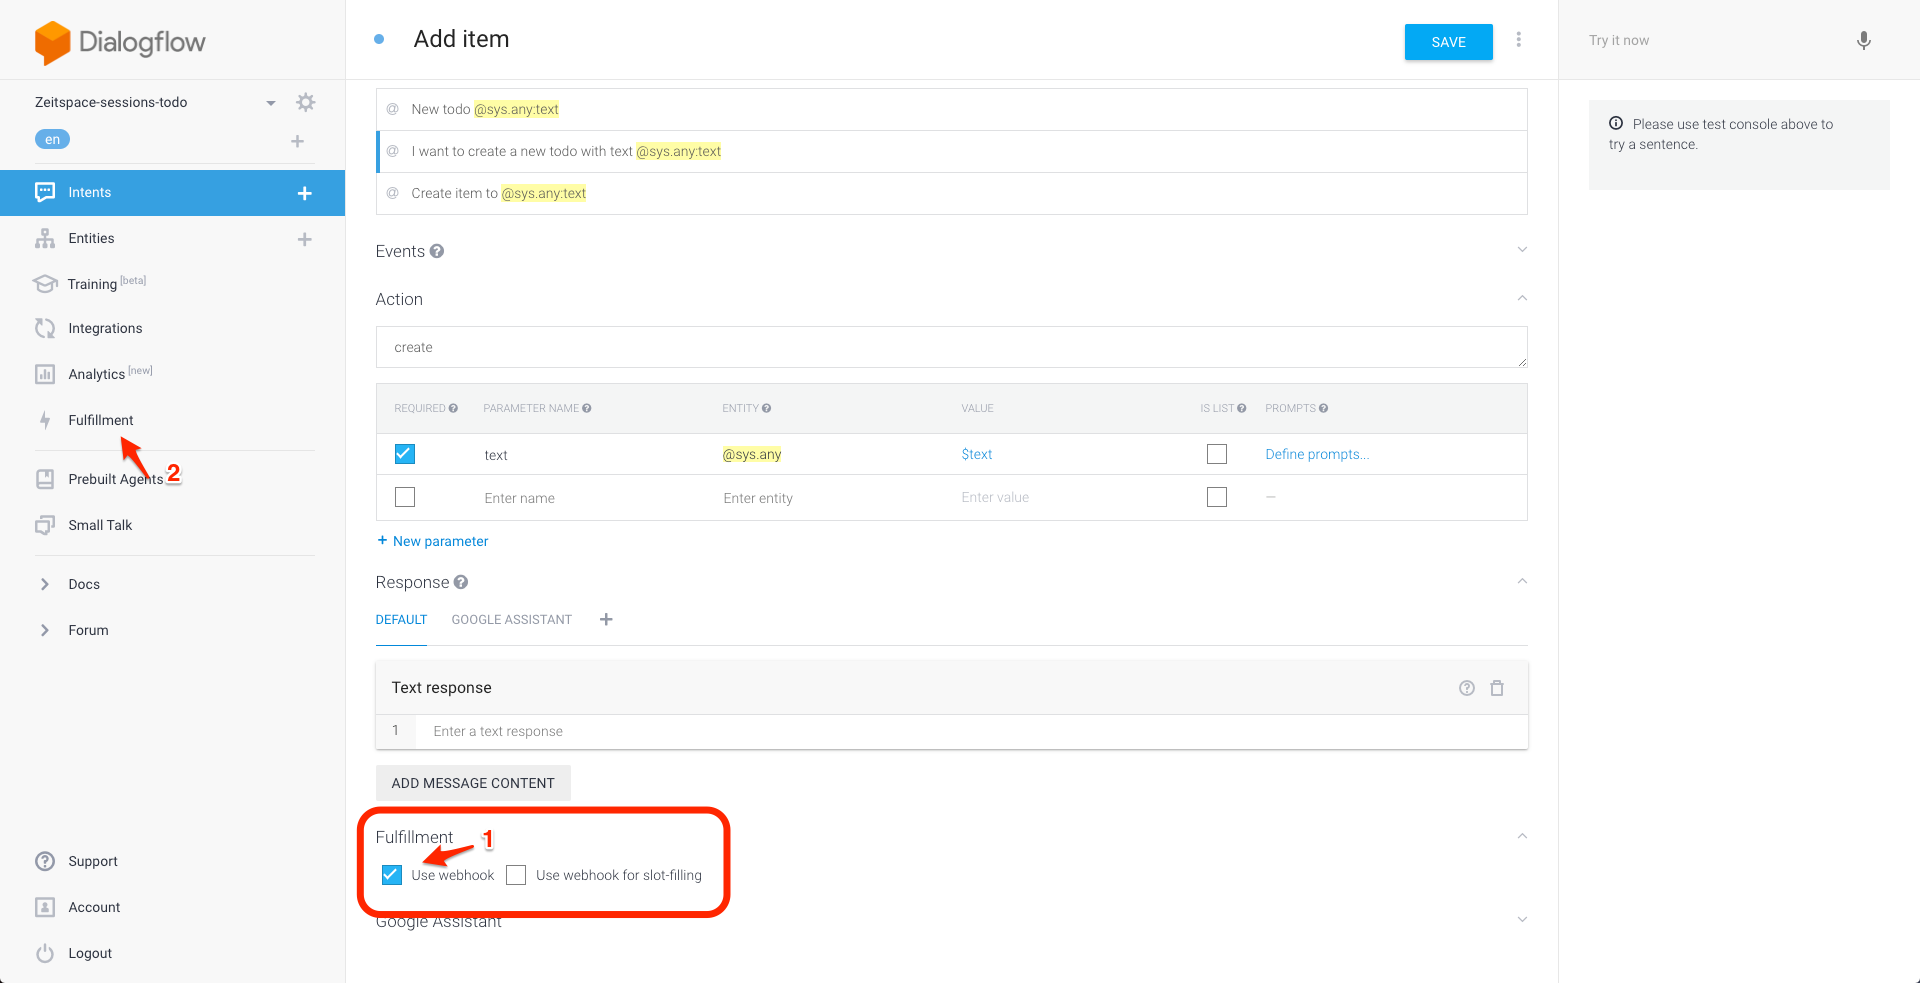 Dialogflow
Zeitspace-sessions-todo
en
Intents
Entities
Training [beta]
Integrations
Analytics [new]
Fulfillment
2
Prebuilt Agents
Small Talk
Docs
Forum
Support
Account
Logout
Add item
SAVE
@ New todo @sys.any:text
@ I want to create a new todo with text @sys.any:text
@ Create item to @sys.any:text
Events
Action
create
REQUIRED PARAMETER NAME ENTITY VALUE IS LIST PROMPTS
text @sys.any $text Define prompts...
Enter name Enter entity Enter value —
+ New parameter
Response
DEFAULT GOOGLE ASSISTANT +
Text response
1 Enter a text response
ADD MESSAGE CONTENT
Fulfillment 1
Use webhook Use webhook for slot-filling
Google Assistant
Try it now
Please use test console above to
try a sentence.